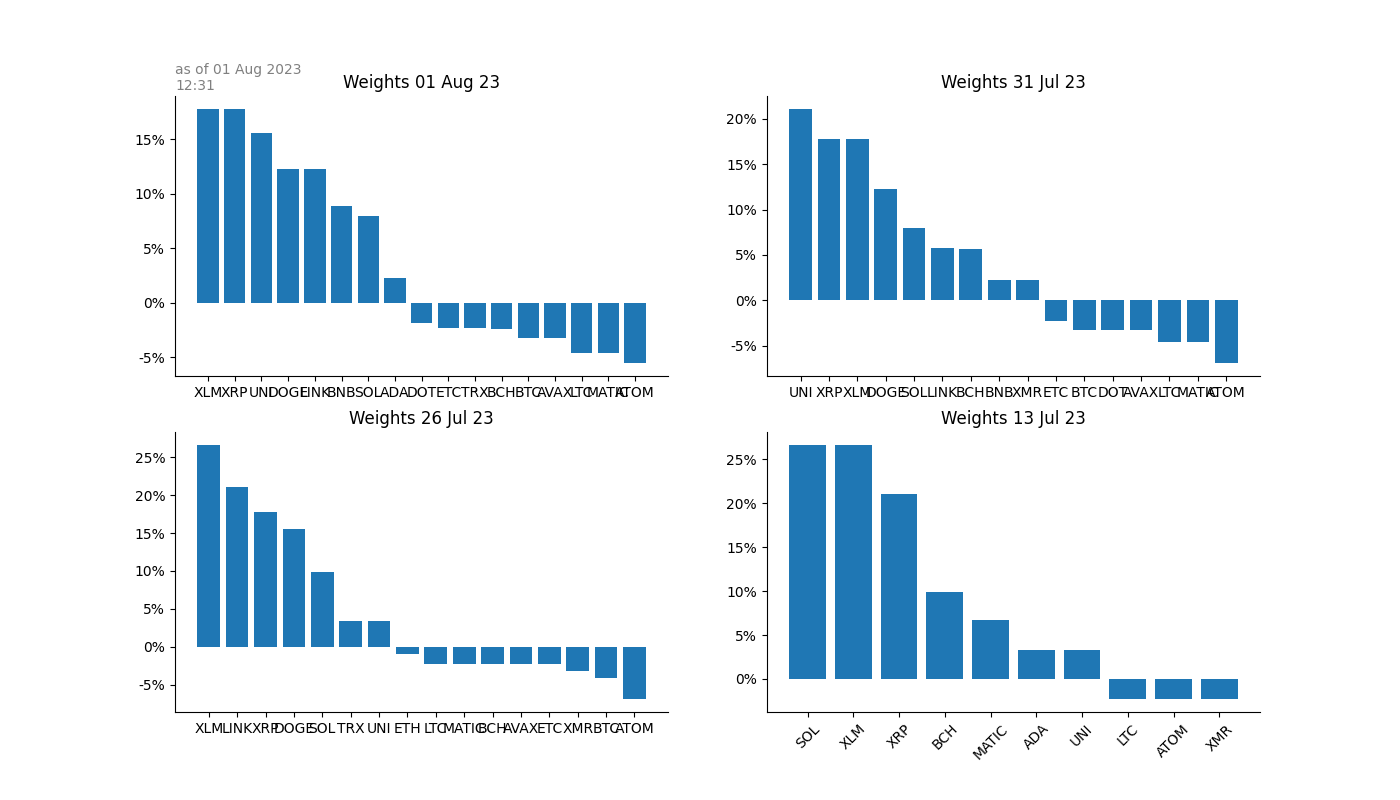 as of 01 Aug 2023
12:31
Weights 01 Aug 23
15%
10%
5%
0%
-5%
XLM XRP UNI DOGE LINK BNB SOL ADA DOT ETC TRX BCH BTC AVAX LTC MATIC ATOM
Weights 31 Jul 23
20%
15%
10%
5%
0%
-5%
UNI XRP XLM DOGE SOL LINK BCH BNB XMR ETC BTC DOT AVAX LTC MATIC ATOM
Weights 26 Jul 23
25%
20%
15%
10%
5%
0%
-5%
XLM LINK XRP DOGE SOL TRX UNI ETH LTC MATIC BCH AVAX ETC XMR BTC ATOM
Weights 13 Jul 23
25%
20%
15%
10%
5%
0%
SOL XLM XRP BCH MATIC ADA UNI LTC ATOM XMR